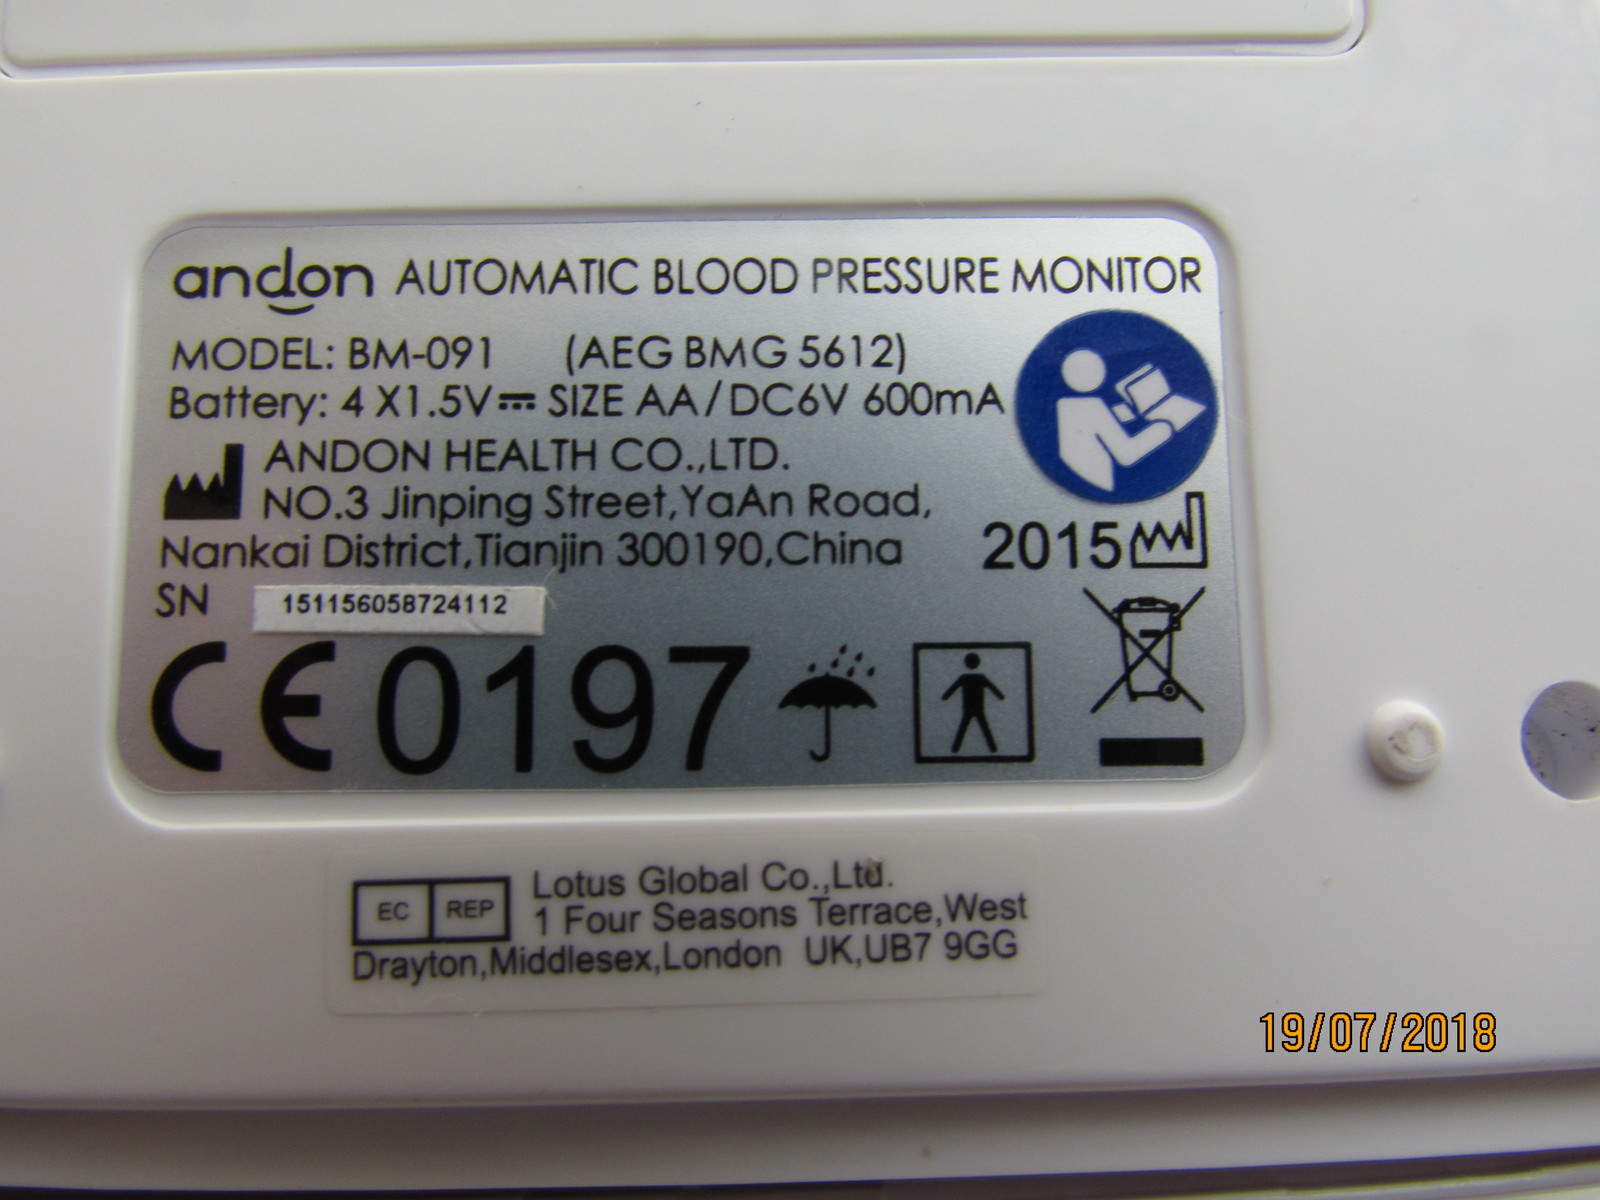 andon AUTOMATIC BLOOD PRESSURE MONITOR
MODEL: BM-091 (AEG BMG 5612)
Battery: 4 X1.5V⎓ SIZE AA/DC6V 600mA
ANDON HEALTH CO.,LTD.
NO.3 Jinping Street,YaAn Road,
Nankai District,Tianjin 300190,China
2015
SN 151156058724112
CE 0197
EC REP
Lotus Global Co.,Ltd.
1 Four Seasons Terrace,West
Drayton,Middlesex,London UK,UB7 9GG
19/07/2018